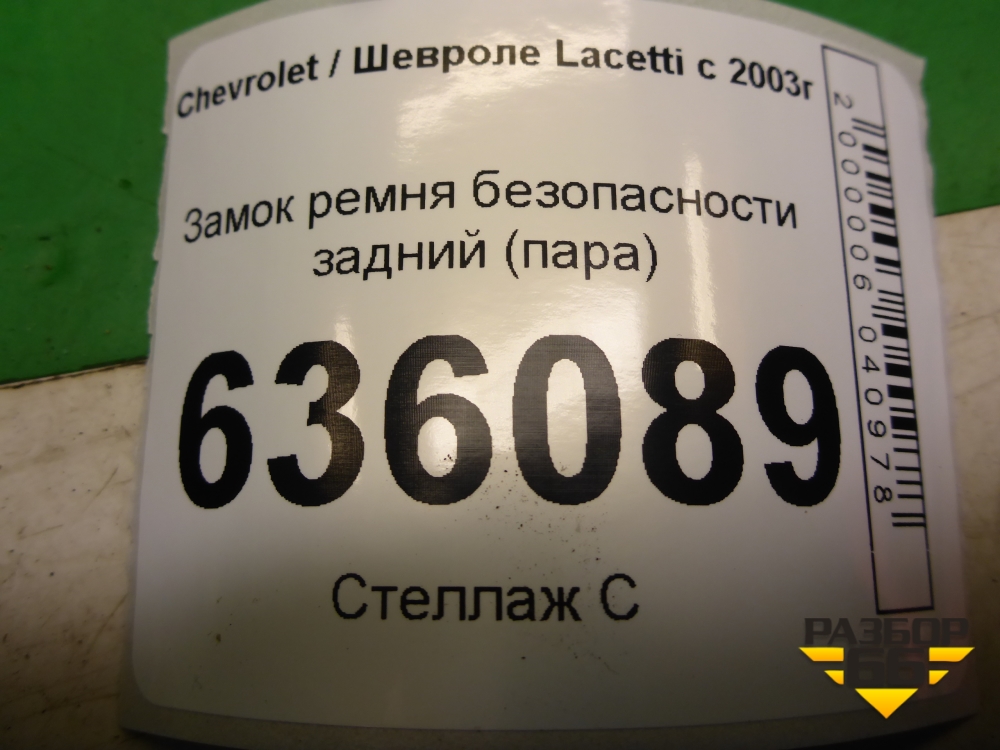 Chevrolet / Шевроле Lacetti с 2003г
Замок ремня безопасности
задний (пара)
636089
Стеллаж С
2000006040978
РАЗБОР
66